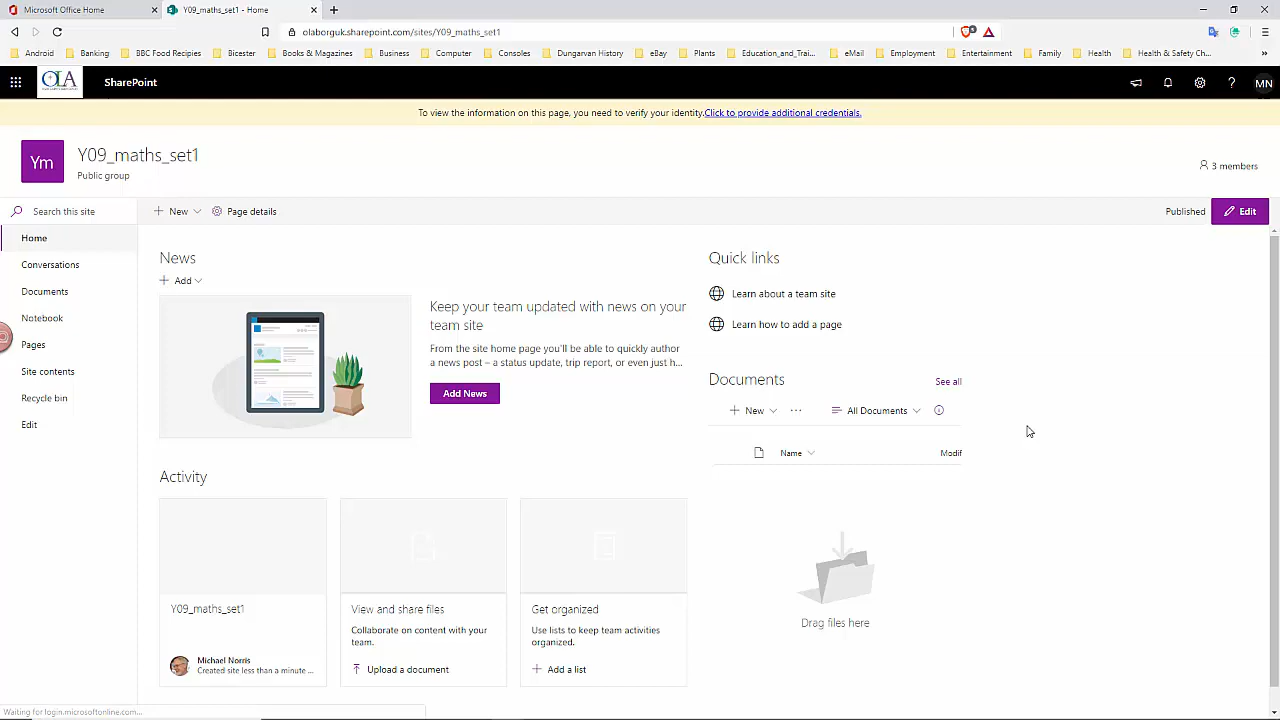 Microsoft Office Home
Y09_maths_set1 - Home
olaborguk.sharepoint.com/sites/Y09_maths_set1
Android
Banking
BBC Food Recipes
Bicester
Books & Magazines
Business
Computer
Consoles
Dungarvan History
eBay
Plants
Education_and_Trai...
eMail
Employment
Entertainment
Family
Health
Health & Safety Ch...
OLA
SharePoint
MN
To view the information on this page, you need to verify your identity.Click to provide additional credentials.
Ym
Y09_maths_set1
Public group
3 members
Search this site
New
Page details
Published
Edit
Home
Conversations
Documents
Notebook
Pages
Site contents
Recycle bin
Edit
News
Add
Keep your team updated with news on your
team site
From the site home page you'll be able to quickly author
a news post – a status update, trip report, or even just h...
Add News
Quick links
Learn about a team site
Learn how to add a page
Documents
See all
New
All Documents
Name
Modif
Drag files here
Activity
Y09_maths_set1
Michael Norris
Created site less than a minute ...
View and share files
Collaborate on content with your
team.
Upload a document
Get organized
Use lists to keep team activities
organized.
Add a list
Waiting for login.microsoftonline.com...